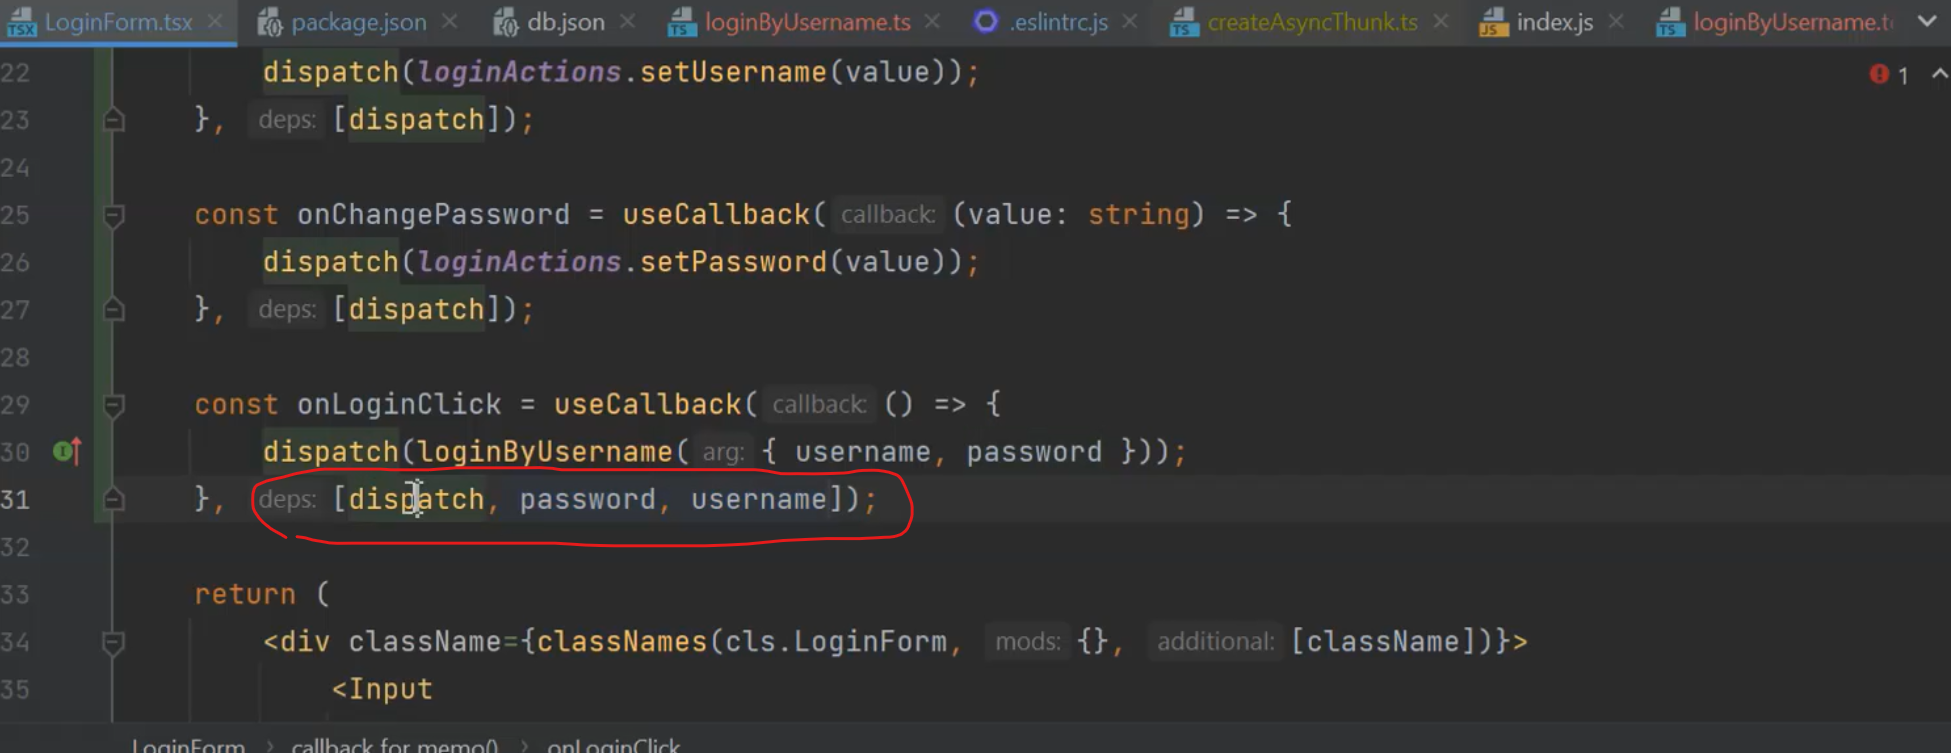 LoginForm.tsx package.json db.json loginByUsername.ts .eslintrc.js createAsyncThunk.ts index.js loginByUsername.t
22 dispatch(loginActions.setUsername(value)); 1
23 }, deps: [dispatch]);
24
25 const onChangePassword = useCallback( callback: (value: string) => {
26 dispatch(loginActions.setPassword(value));
27 }, deps: [dispatch]);
28
29 const onLoginClick = useCallback( callback: () => {
30 dispatch(loginByUsername( arg: { username, password }));
31 }, deps: [dispatch, password, username]);
32
33 return (
34 <div className={classNames(cls.LoginForm, mods: {}, additional: [className])}>
35 <Input
LoginForm > callback for memo() > onLoginClick